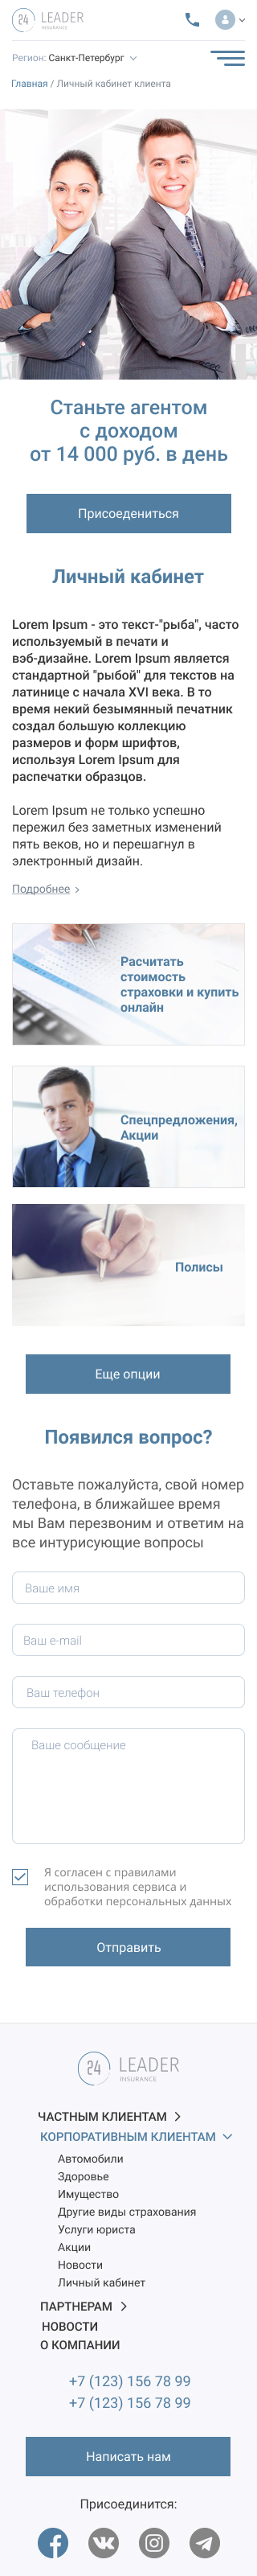 24 LEADER
INSURANCE
Регион: Санкт-Петербург
Главная / Личный кабинет клиента
Станьте агентом
с доходом
от 14 000 руб. в день
Присоедениться
Личный кабинет
Lorem Ipsum - это текст-"рыба", часто
используемый в печати и
вэб-дизайне. Lorem Ipsum является
стандартной "рыбой" для текстов на
латинице с начала XVI века. В то
время некий безымянный печатник
создал большую коллекцию
размеров и форм шрифтов,
используя Lorem Ipsum для
распечатки образцов.
Lorem Ipsum не только успешно
пережил без заметных изменений
пять веков, но и перешагнул в
электронный дизайн.
Подробнее
Расчитать
стоимость
страховки и купить
онлайн
Спецпредложения,
Акции
Полисы
Еще опции
Появился вопрос?
Оставьте пожалуйста, свой номер
телефона, в ближайшее время
мы Вам перезвоним и ответим на
все интурисующие вопросы
Ваше имя
Ваш e-mail
Ваш телефон
Ваше сообщение
Я согласен с правилами
использования сервиса и
обработки персональных данных
Отправить
24 LEADER
INSURANCE
ЧАСТНЫМ КЛИЕНТАМ
КОРПОРАТИВНЫМ КЛИЕНТАМ
Автомобили
Здоровье
Имущество
Другие виды страхования
Услуги юриста
Акции
Новости
Личный кабинет
ПАРТНЕРАМ
НОВОСТИ
О КОМПАНИИ
+7 (123) 156 78 99
+7 (123) 156 78 99
Написать нам
Присоединится: